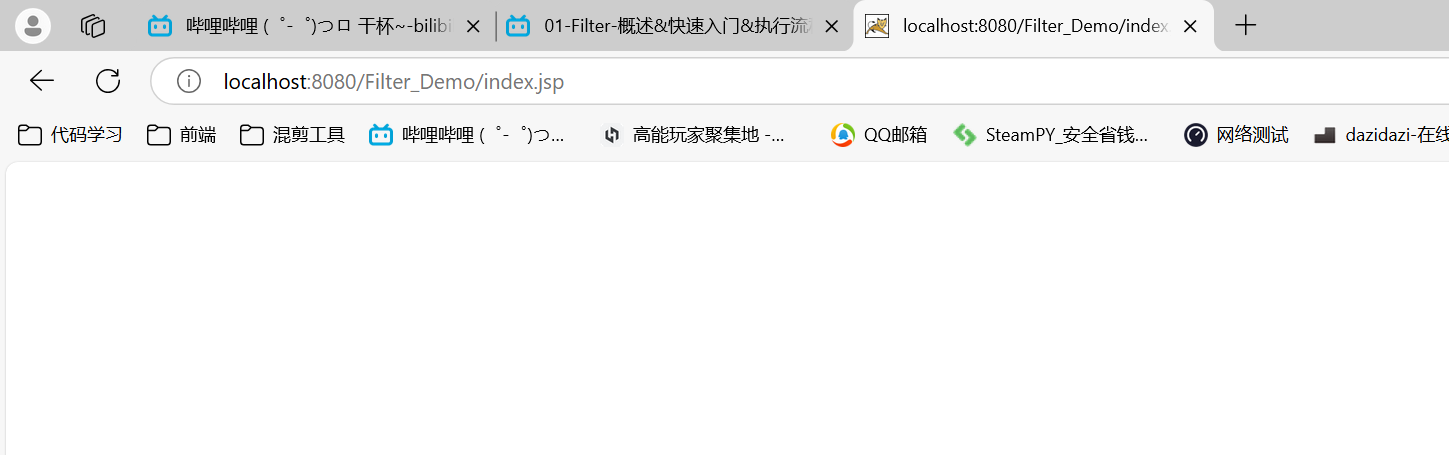 哔哩哔哩 (゜-゜)つロ 干杯~-bilibi
01-Filter-概述&快速入门&执行流
localhost:8080/Filter_Demo/index
localhost:8080/Filter_Demo/index.jsp
代码学习
前端
混剪工具
哔哩哔哩 (゜-゜)つ...
高能玩家聚集地 -...
QQ邮箱
SteamPY_安全省钱...
网络测试
dazidazi-在线